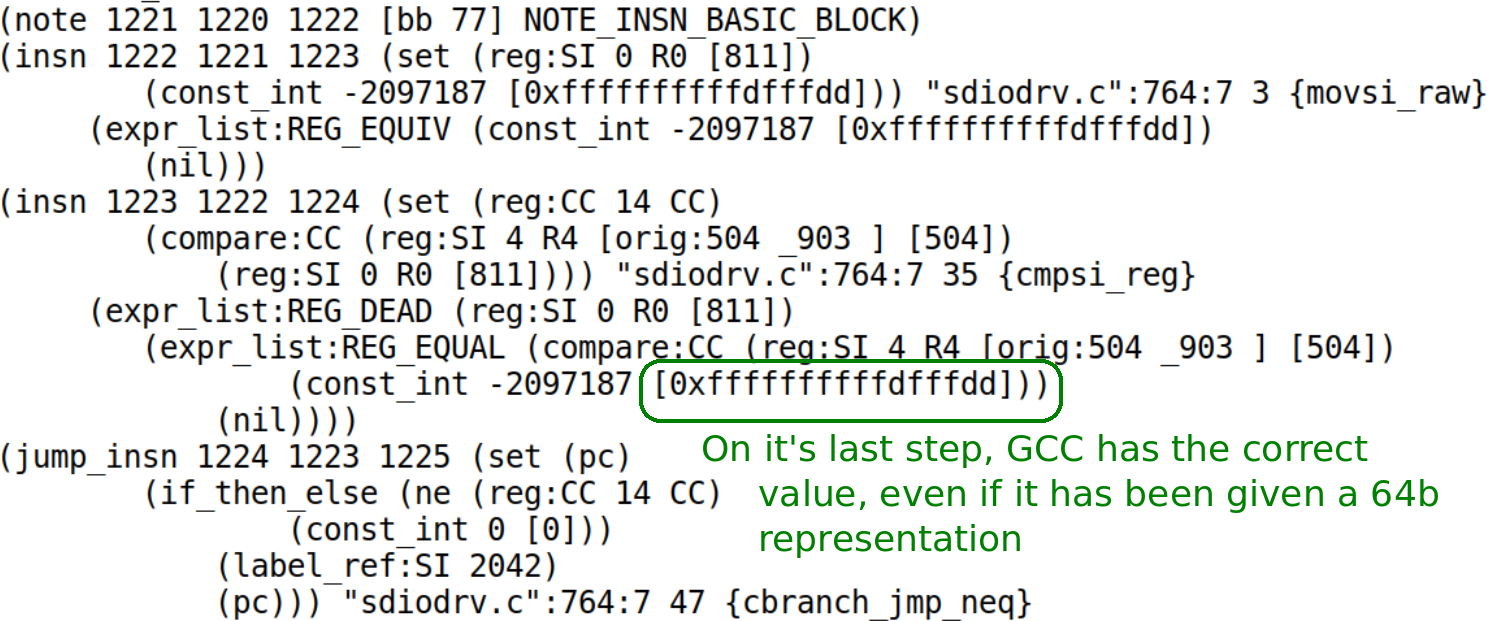 (note 1221 1220 1222 [bb 77] NOTE_INSN_BASIC_BLOCK)
(insn 1222 1221 1223 (set (reg:SI 0 R0 [811])
        (const_int -2097187 [0xffffffffffdfffdd])) "sdiodrv.c":764:7 3 {movsi_raw}
     (expr_list:REG_EQUIV (const_int -2097187 [0xffffffffffdfffdd])
        (nil)))
(insn 1223 1222 1224 (set (reg:CC 14 CC)
        (compare:CC (reg:SI 4 R4 [orig:504 _903 ] [504])
            (reg:SI 0 R0 [811]))) "sdiodrv.c":764:7 35 {cmpsi_reg}
     (expr_list:REG_DEAD (reg:SI 0 R0 [811])
        (expr_list:REG_EQUAL (compare:CC (reg:SI 4 R4 [orig:504 _903 ] [504])
                (const_int -2097187 [0xffffffffffdfffdd]))
            (nil))))
(jump_insn 1224 1223 1225 (set (pc)
        (if_then_else (ne (reg:CC 14 CC)
                (const_int 0 [0]))
            (label_ref:SI 2042)
            (pc))) "sdiodrv.c":764:7 47 {cbranch_jmp_neq}
On it's last step, GCC has the correct
value, even if it has been given a 64b
representation